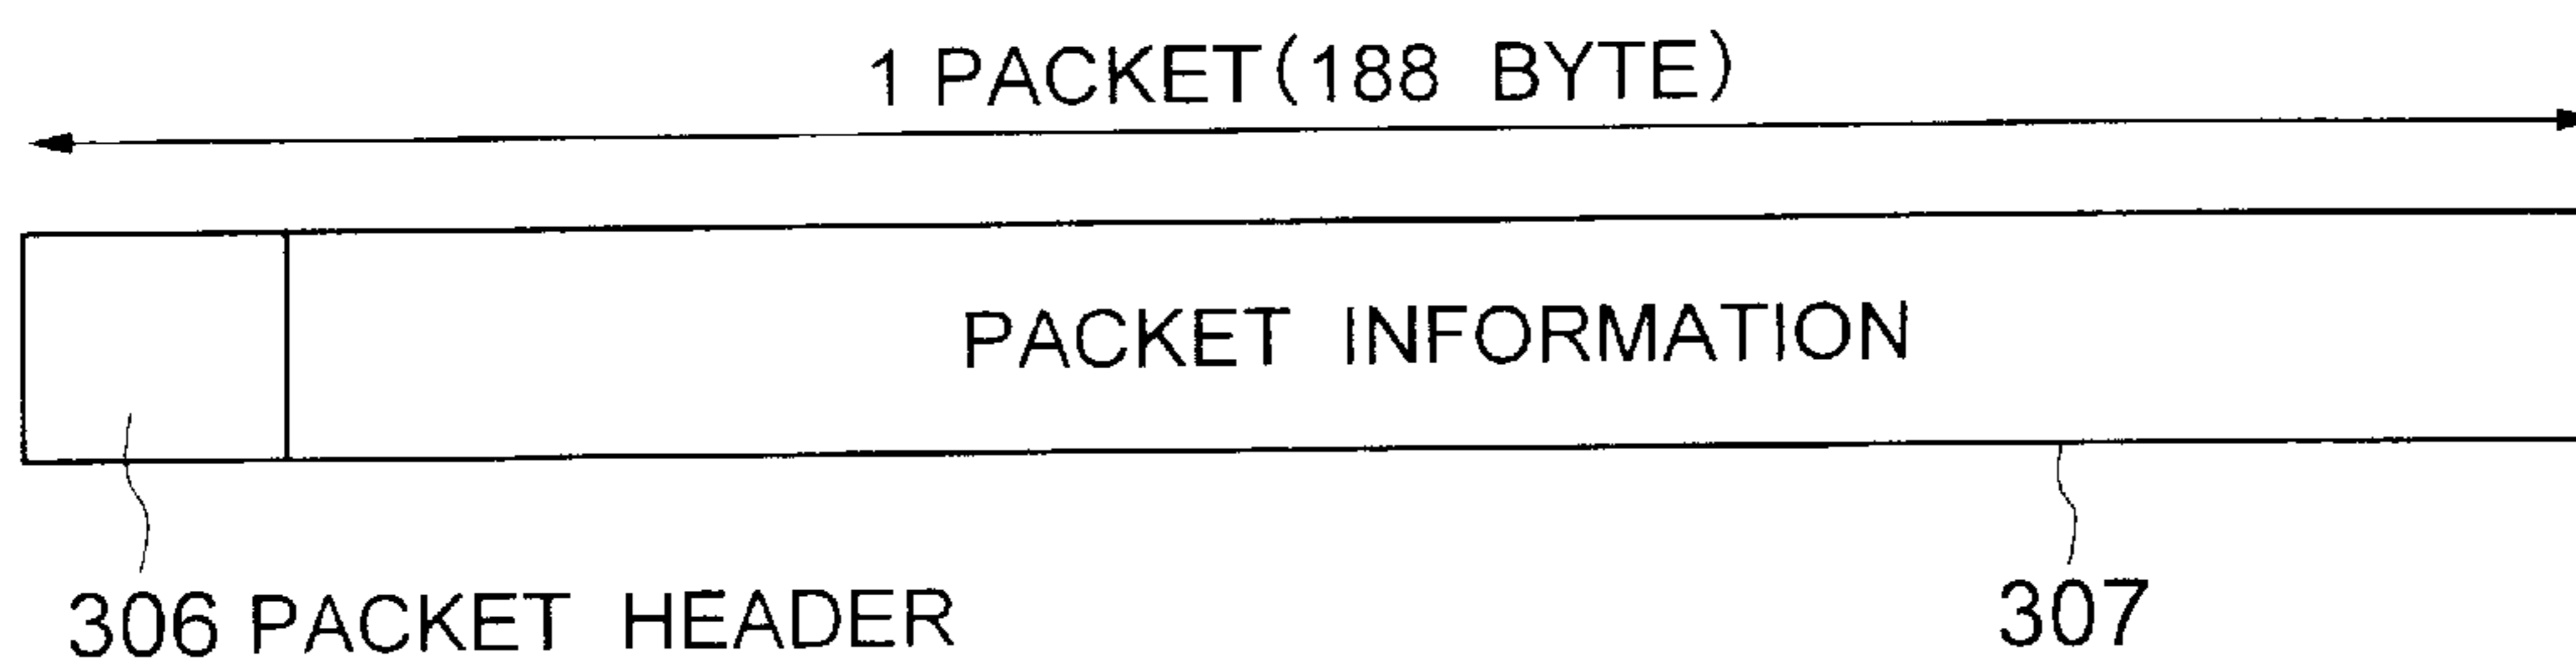 1 PACKET(188 BYTE)
PACKET INFORMATION
306 PACKET HEADER
307